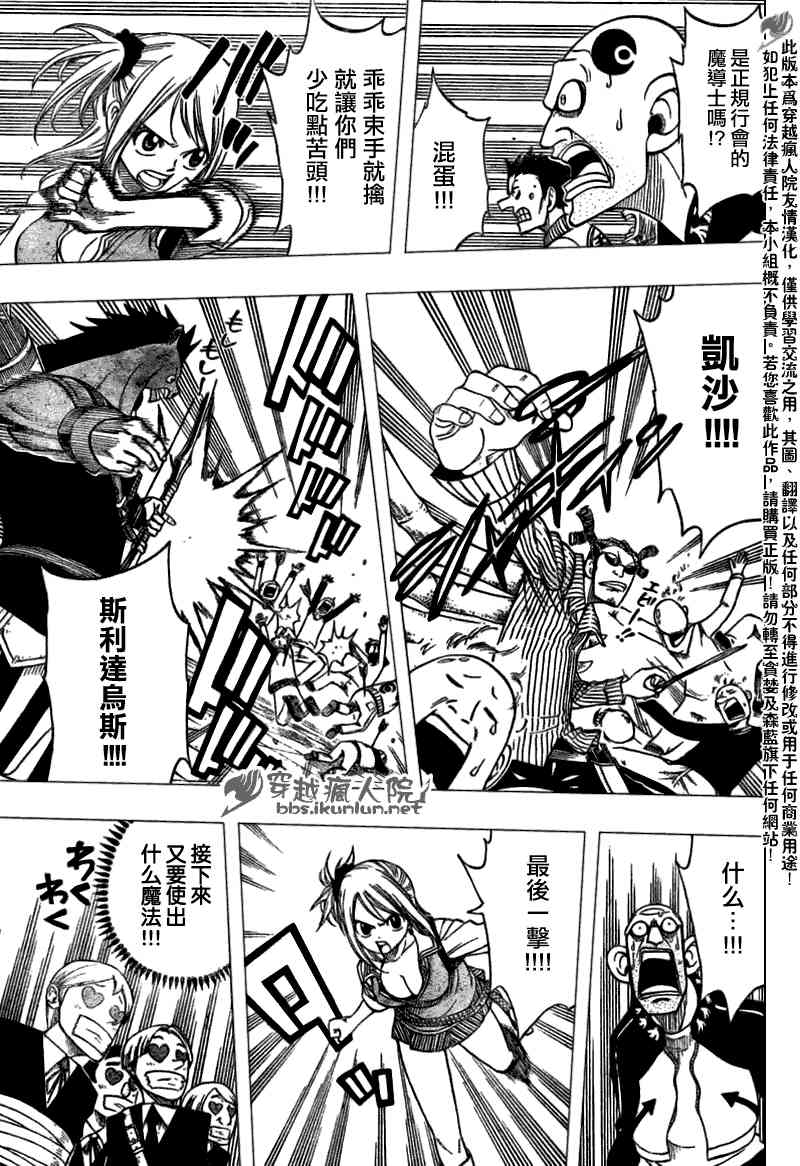 是正規行會的
魔導士嗎!?
混蛋!!!
乖乖束手就擒
就讓你們
少吃點苦頭!!!
凱沙!!!!
エビ
もしもし
斯利達烏斯!!!!
什么…!!!
最後一擊!!!!
接下來
又要使出
什么魔法!!!
わくわく
穿越瘋人院
bbs.ikunlun.net
此版本爲穿越瘋人院友情漢化，僅供學習交流之用，其圖、翻譯以及任何部分不得進行修改或用于任何商業用途！
如犯止任何法律責任，本小組概不負責。若您喜歡此作品，請購買正版！請勿轉至貪婪及森藍旗下任何網站！